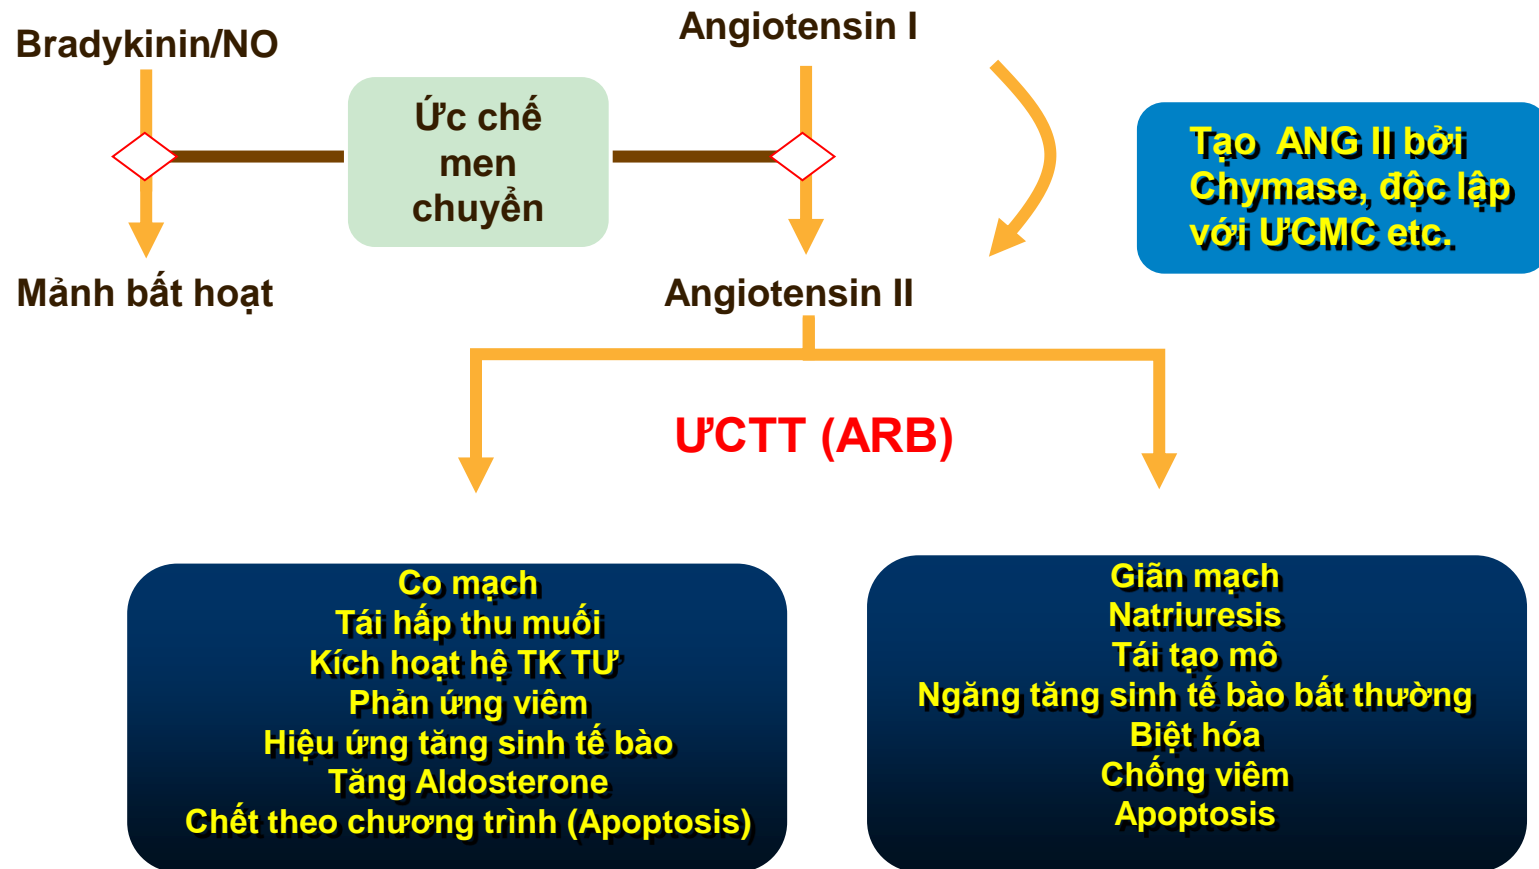 Bradykinin/NO
Angiotensin I
Ức chế
men
chuyển
Tạo ANG II bởi
Chymase, độc lập
với ƯCMC etc.
Mảnh bất hoạt
Angiotensin II
ƯCTT (ARB)
Co mạch
Tái hấp thu muối
Kích hoạt hệ TK TƯ
Phản ứng viêm
Hiệu ứng tăng sinh tế bào
Tăng Aldosterone
Chết theo chương trình (Apoptosis)
Giãn mạch
Natriuresis
Tái tạo mô
Ngăng tăng sinh tế bào bất thường
Biệt hóa
Chống viêm
Apoptosis